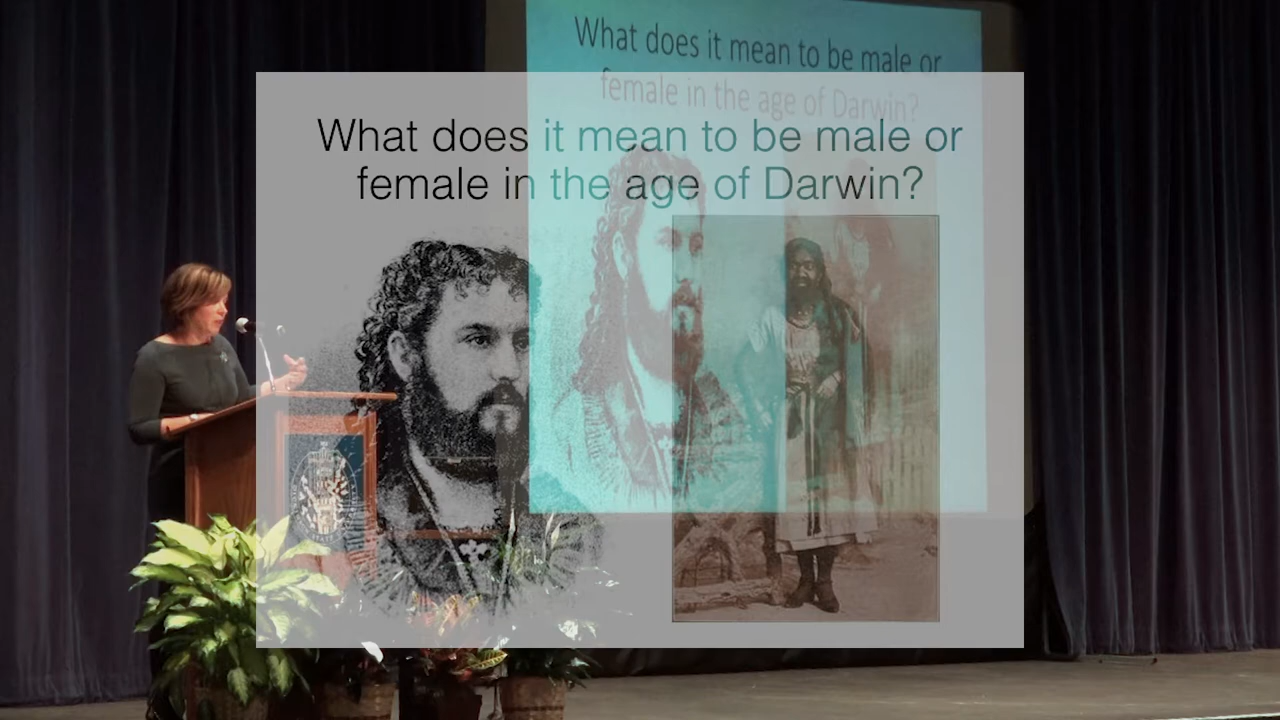 What does it mean to be male or
female in the age of Darwin?
What does it mean to be male or
female in the age of Darwin?